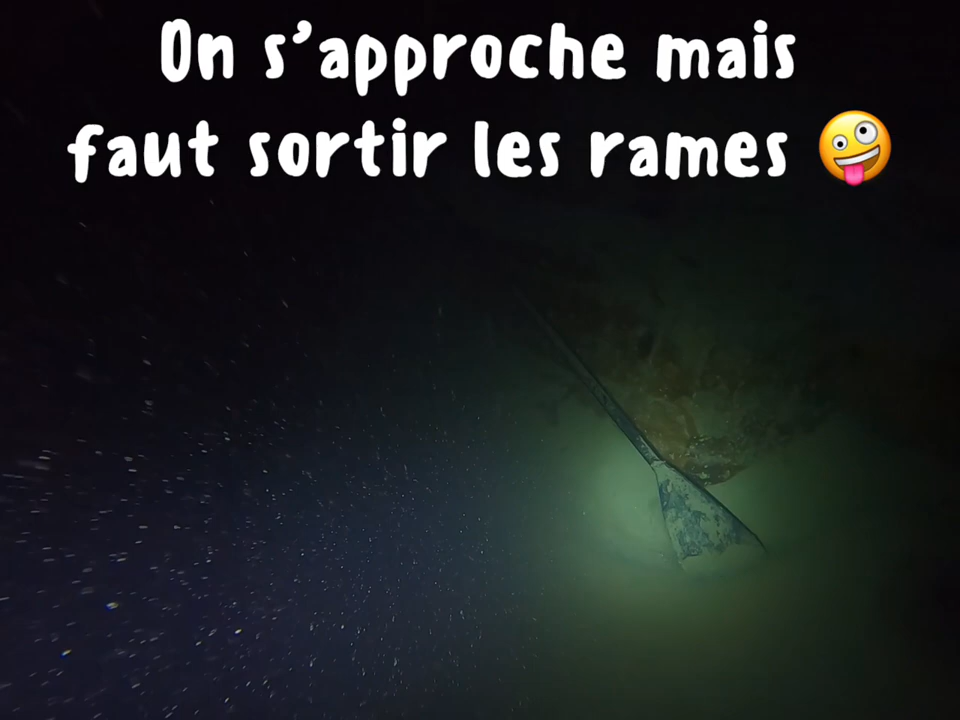 On s’approche mais
faut sortir les rames 🤪